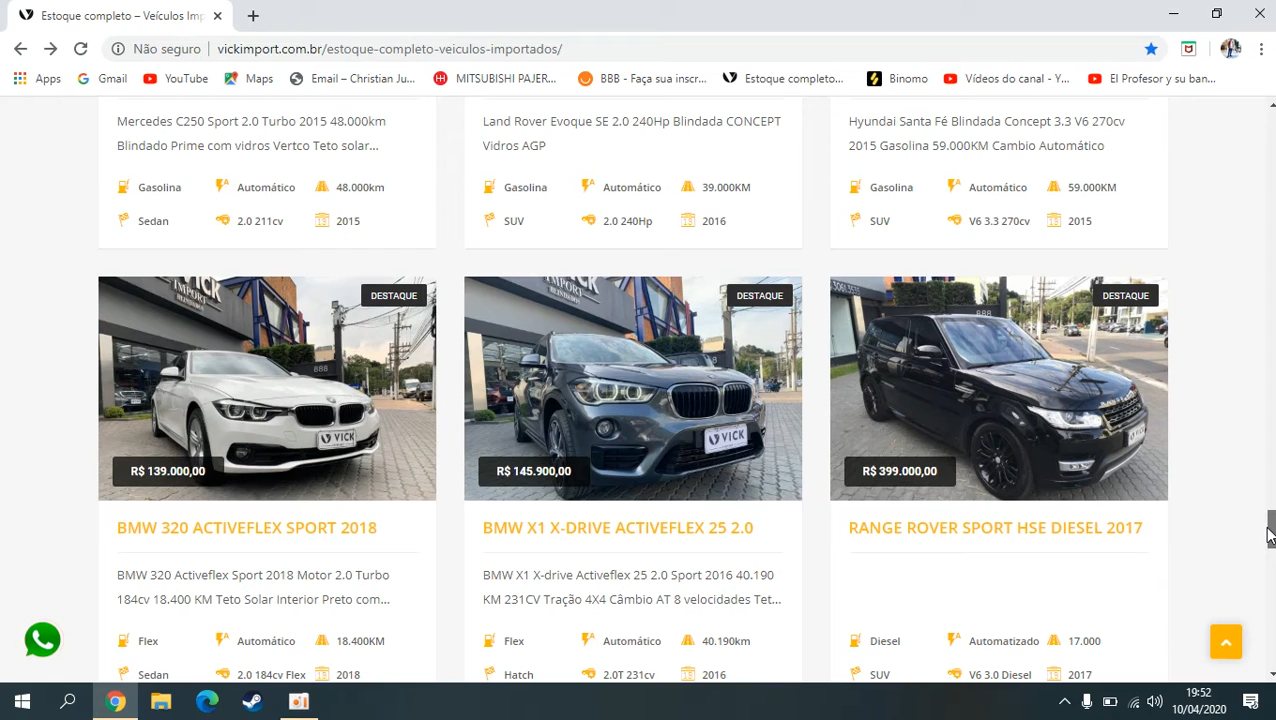 Estoque completo – Veículos Imp
Não seguro vickimport.com.br/estoque-completo-veiculos-importados/
Apps Gmail YouTube Maps Email – Christian Ju... MITSUBISHI PAJER... BBB - Faça sua inscr... Estoque completo... Binomo Vídeos do canal - Y... El Profesor y su ban...
Mercedes C250 Sport 2.0 Turbo 2015 48.000km
Blindado Prime com vidros Vertco Teto solar...
Gasolina Automático 48.000km
Sedan 2.0 211cv 2015
Land Rover Evoque SE 2.0 240Hp Blindada CONCEPT
Vidros AGP
Gasolina Automático 39.000KM
SUV 2.0 240Hp 2016
Hyundai Santa Fé Blindada Concept 3.3 V6 270cv
2015 Gasolina 59.000KM Cambio Automático
Gasolina Automático 59.000KM
SUV V6 3.3 270cv 2015
DESTAQUE
IMPORT
BLINDADOS
888
VICK
R$ 139.000,00
BMW 320 ACTIVEFLEX SPORT 2018
BMW 320 Activeflex Sport 2018 Motor 2.0 Turbo
184cv 18.400 KM Teto Solar Interior Preto com...
Flex Automático 18.400KM
Sedan 2.0 184cv Flex 2018
DESTAQUE
888
VICK
R$ 145.900,00
BMW X1 X-DRIVE ACTIVEFLEX 25 2.0
BMW X1 X-drive Activeflex 25 2.0 Sport 2016 40.190
KM 231CV Tração 4X4 Câmbio AT 8 velocidades Tet...
Flex Automático 40.190km
Hatch 2.0T 231cv 2016
DESTAQUE
888
R$ 399.000,00
RANGE ROVER SPORT HSE DIESEL 2017
Diesel Automatizado 17.000
SUV V6 3.0 Diesel 2017
19:52
10/04/2020